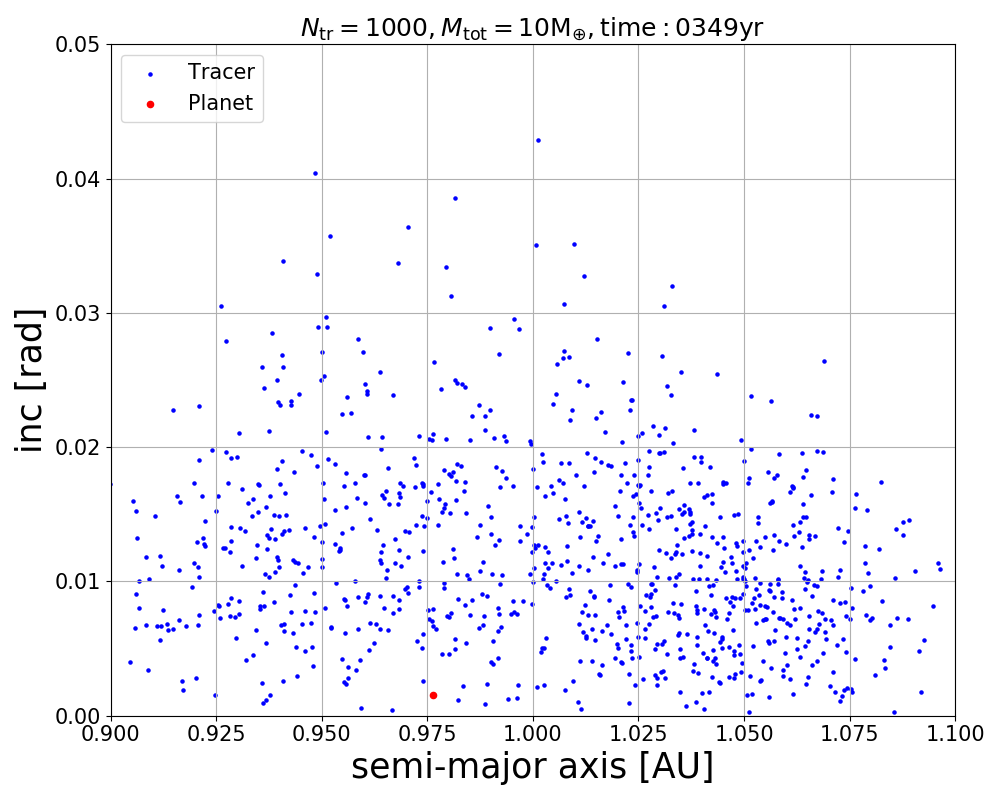 N_tr = 1000, M_tot = 10M_⊕, time : 0349yr
0.05
Tracer
Planet
0.04
0.03
0.02
0.01
0.00
inc [rad]
0.900 0.925 0.950 0.975 1.000 1.025 1.050 1.075 1.100
semi-major axis [AU]